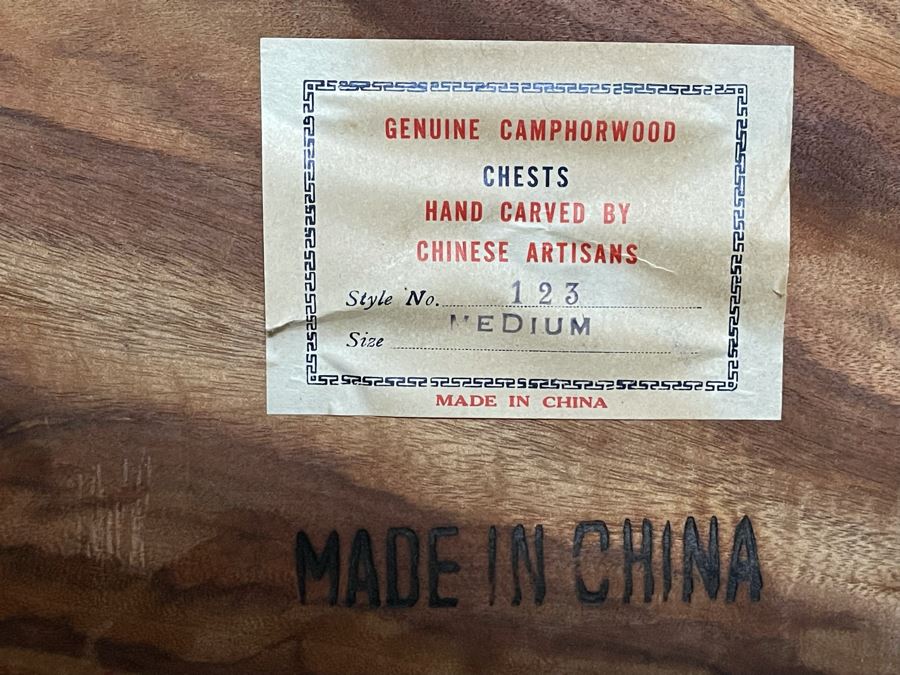 GENUINE CAMPHORWOOD
CHESTS
HAND CARVED BY
CHINESE ARTISANS
Style No. 123
Size MEDIUM
MADE IN CHINA
MADE IN CHINA